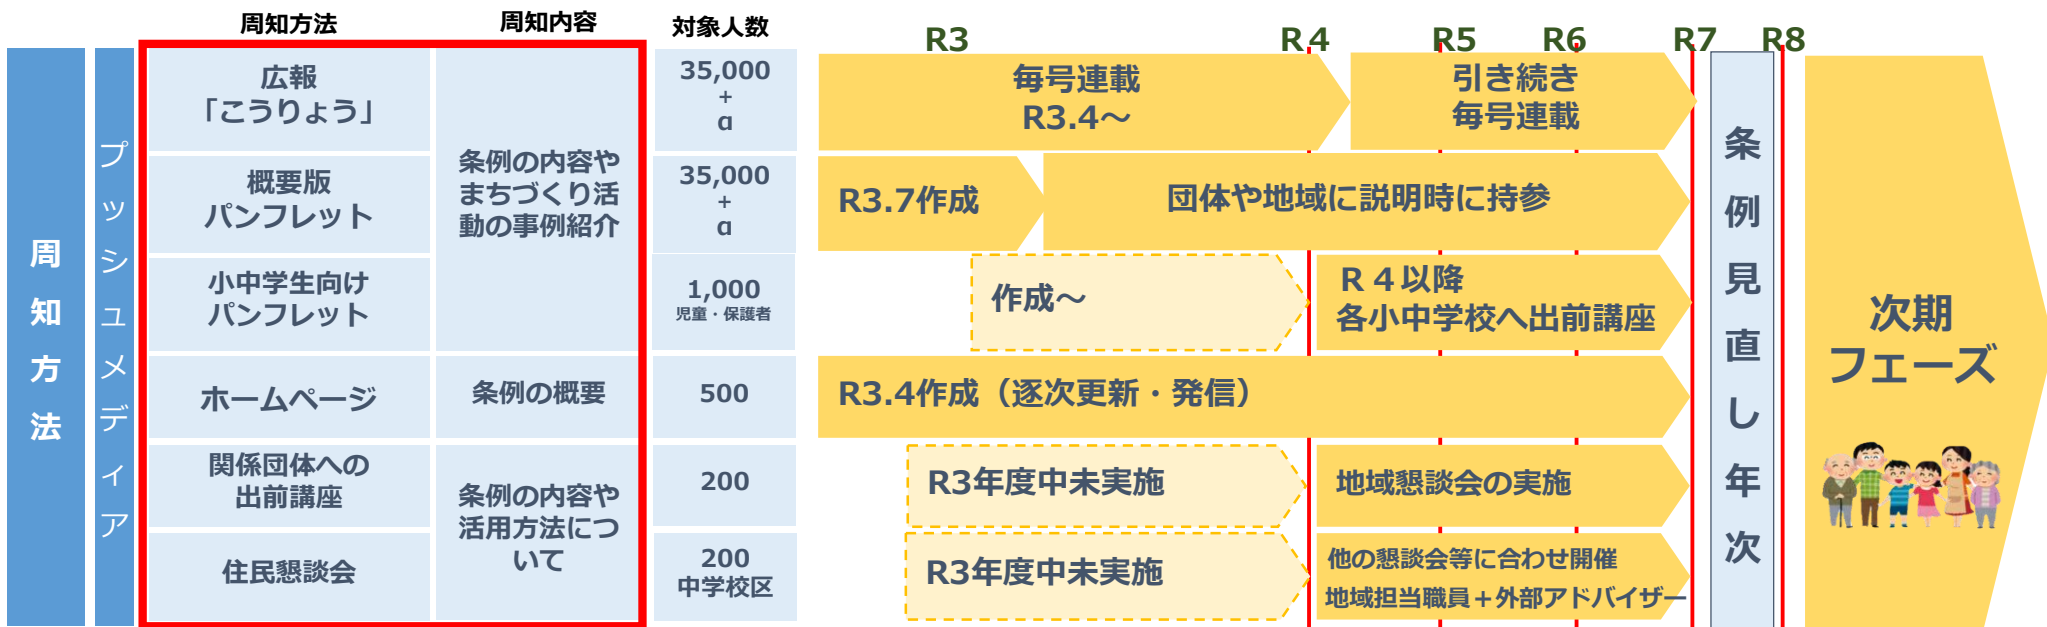 周知方法
周知内容
対象人数
R3
R4
R5
R6
R7
R8
周知方法
プッシュメディア
広報
「こうりょう」
条例の内容や
まちづくり活
動の事例紹介
35,000
+
α
毎号連載
R3.4～
引き続き
毎号連載
概要版
パンフレット
35,000
+
α
R3.7作成
団体や地域に説明時に持参
小中学生向け
パンフレット
1,000
児童・保護者
作成～
R４以降
各小中学校へ出前講座
ホームページ
条例の概要
500
R3.4作成（逐次更新・発信）
関係団体への
出前講座
条例の内容や
活用方法につ
いて
200
R3年度中未実施
地域懇談会の実施
住民懇談会
200
中学校区
R3年度中未実施
他の懇談会等に合わせ開催
地域担当職員＋外部アドバイザー
条例見直し年次
次期
フェーズ